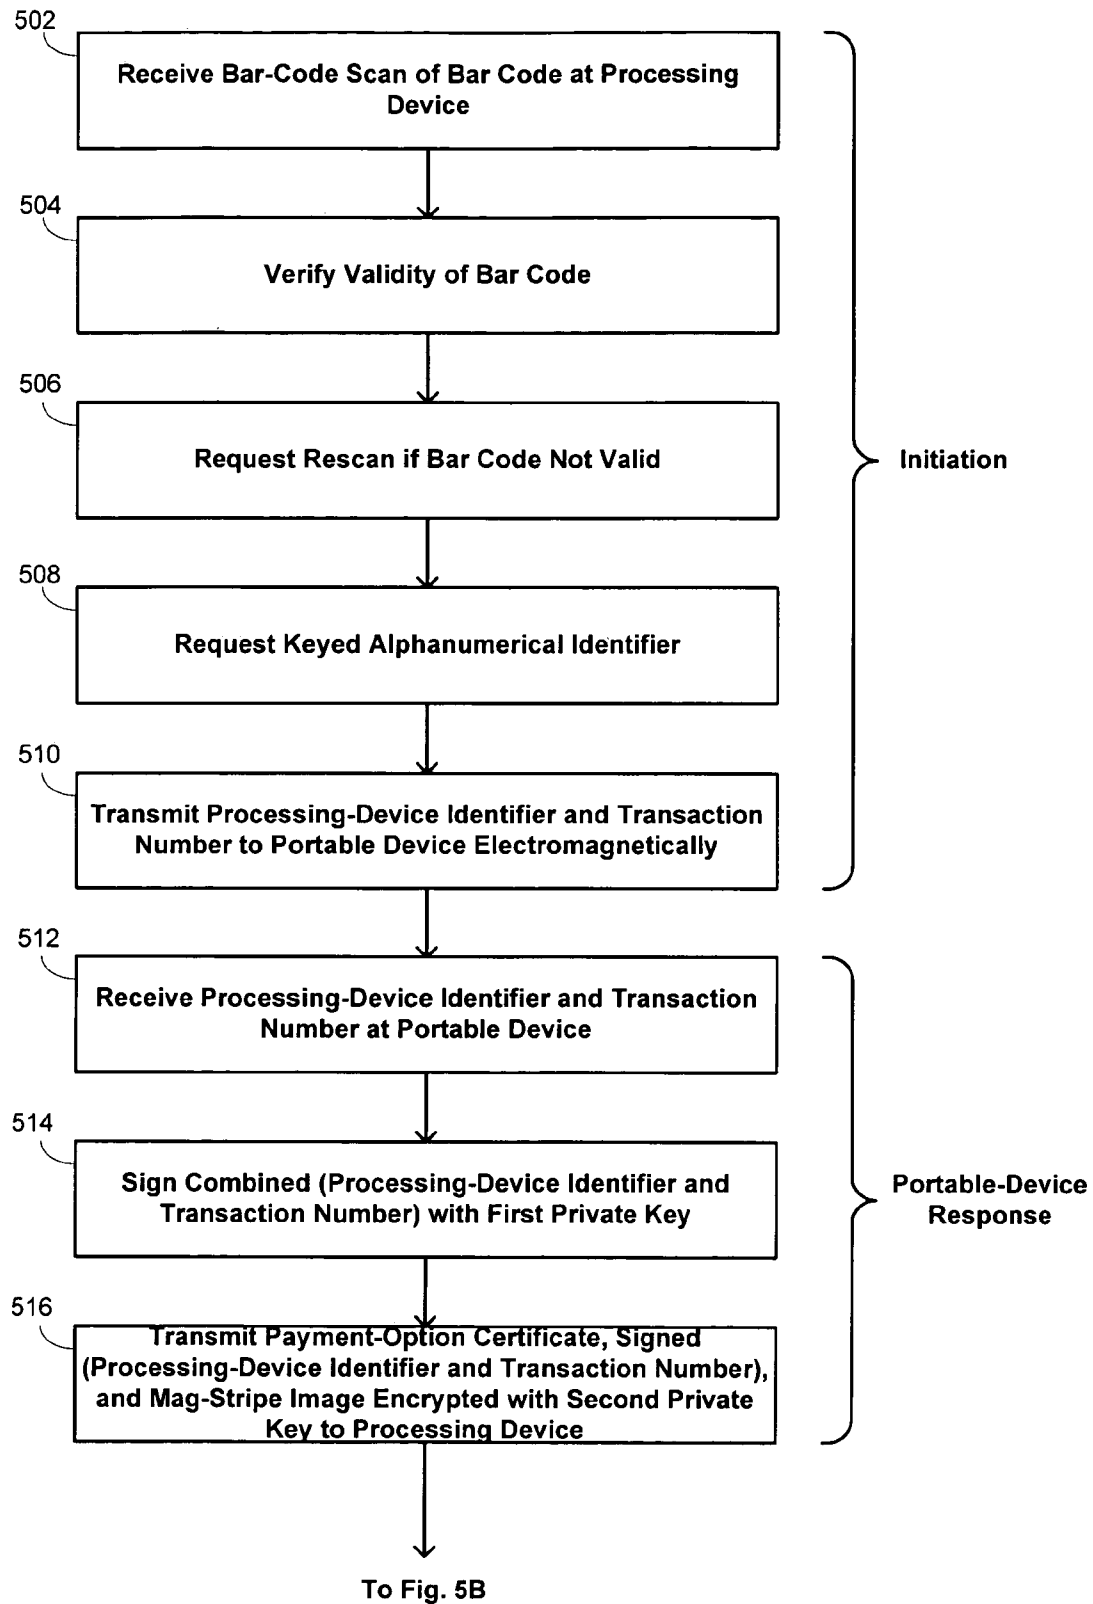 502
Receive Bar-Code Scan of Bar Code at Processing
Device
504
Verify Validity of Bar Code
506
Request Rescan if Bar Code Not Valid
Initiation
508
Request Keyed Alphanumerical Identifier
510
Transmit Processing-Device Identifier and Transaction
Number to Portable Device Electromagnetically
512
Receive Processing-Device Identifier and Transaction
Number at Portable Device
514
Sign Combined (Processing-Device Identifier and
Transaction Number) with First Private Key
Portable-Device
Response
516
Transmit Payment-Option Certificate, Signed
(Processing-Device Identifier and Transaction Number),
and Mag-Stripe Image Encrypted with Second Private
Key to Processing Device
To Fig. 5B